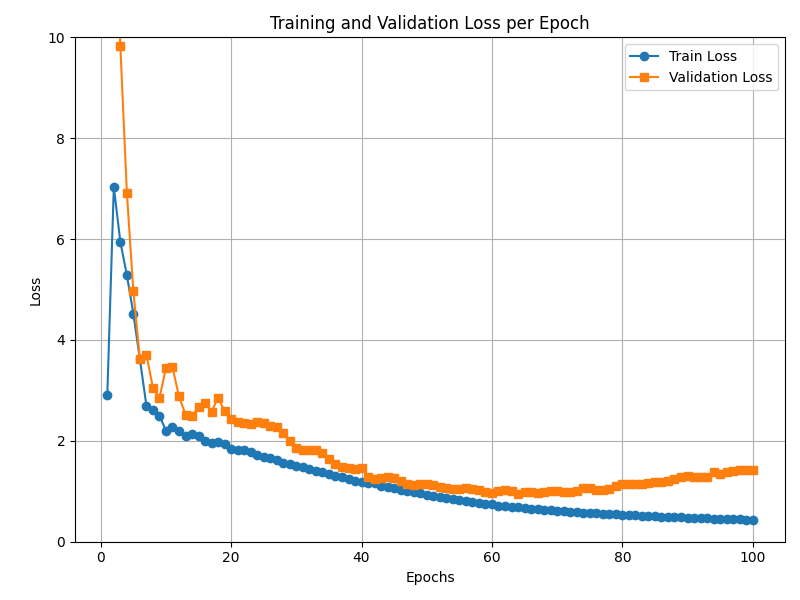 Training and Validation Loss per Epoch
Train Loss
Validation Loss
10
8
6
4
2
0
Loss
0 20 40 60 80 100
Epochs